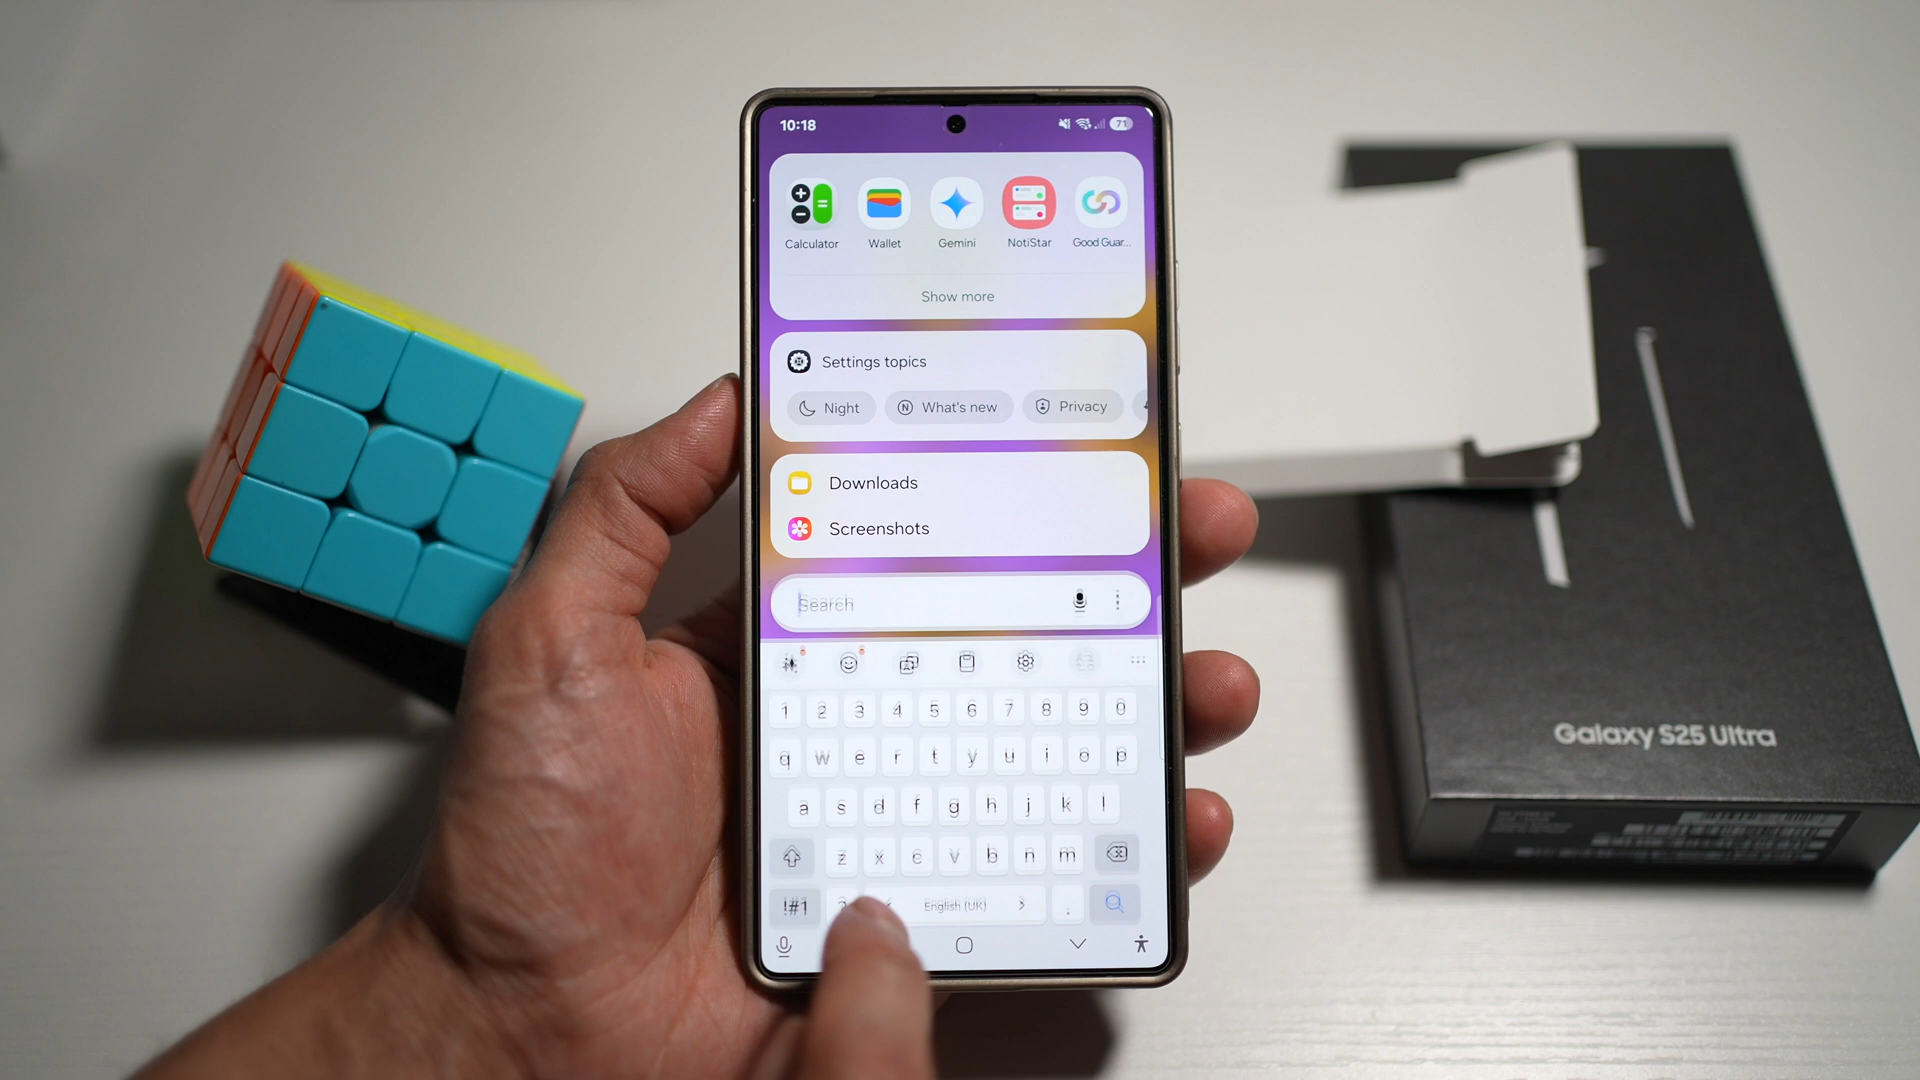 10:18
71
Calculator Wallet Gemini NotiStar Good Guar...
Show more
Settings topics
Night What's new Privacy
Downloads
Screenshots
Search
1 2 3 4 5 6 7 8 9 0
q w e r t y u i o p
a s d f g h j k l
z x c v b n m
!#1 English (UK) .
Galaxy S25 Ultra